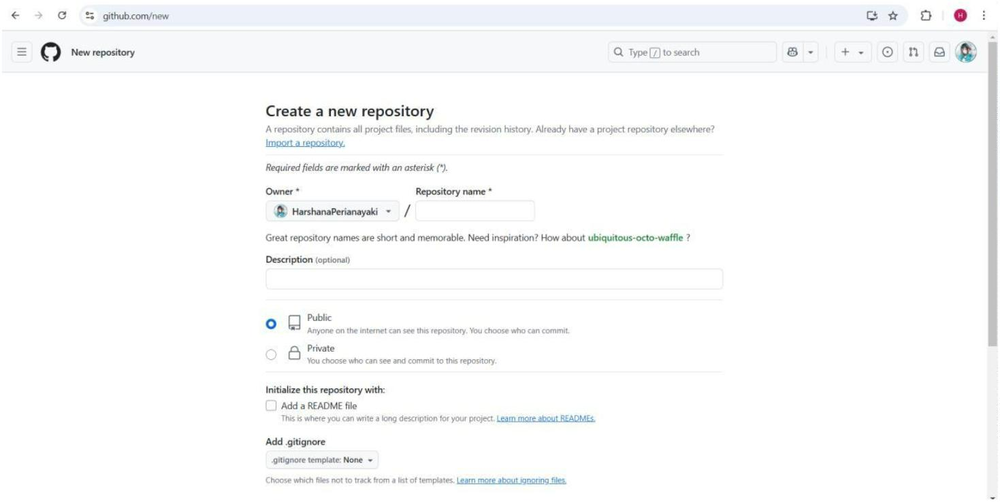 github.com/new
H
New repository
Type / to search
Create a new repository
A repository contains all project files, including the revision history. Already have a project repository elsewhere?
Import a repository.
Required fields are marked with an asterisk (*).
Owner * Repository name *
HarshanaPerianayaki /
Great repository names are short and memorable. Need inspiration? How about ubiquitous-octo-waffle ?
Description (optional)
Public
Anyone on the internet can see this repository. You choose who can commit.
Private
You choose who can see and commit to this repository.
Initialize this repository with:
Add a README file
This is where you can write a long description for your project. Learn more about READMEs.
Add .gitignore
.gitignore template: None
Choose which files not to track from a list of templates. Learn more about ignoring files.